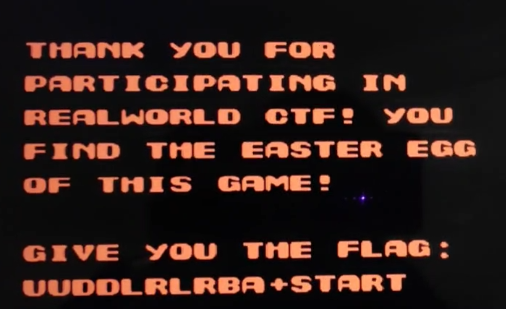 THANK YOU FOR
PARTICIPATING IN
REALWORLD CTF! YOU
FIND THE EASTER EGG
OF THIS GAME!
GIVE YOU THE FLAG:
UUDDLRLRBA+START